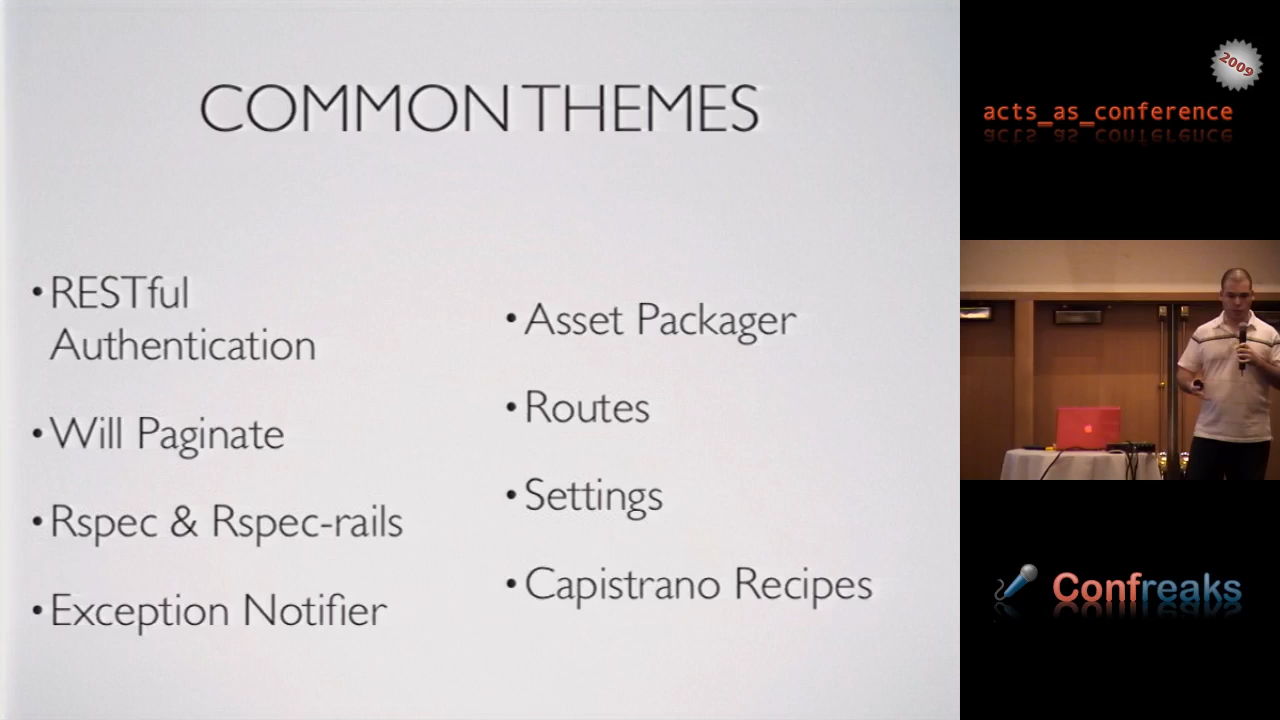 COMMON THEMES
• RESTful
Authentication
• Will Paginate
• Rspec & Rspec-rails
• Exception Notifier
• Asset Packager
• Routes
• Settings
• Capistrano Recipes
2009
acts_as_conference
Confreaks